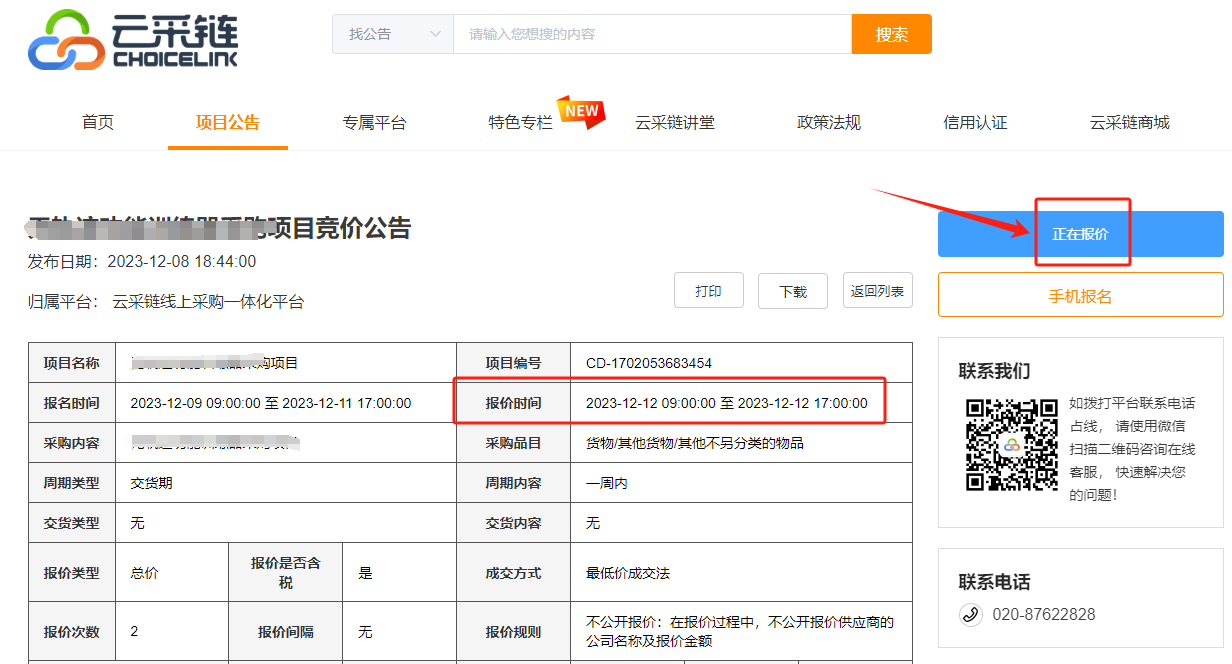 云采链
CHOICELINK
找公告
请输入您想搜的内容
搜索
首页
项目公告
专属平台
特色专栏
NEW
云采链讲堂
政策法规
信用认证
云采链商城
项目竞价公告
发布日期：2023-12-08 18:44:00
归属平台： 云采链线上采购一体化平台
打印
下载
返回列表
正在报价
手机报名
项目名称
购项目
项目编号
CD-1702053683454
报名时间
2023-12-09 09:00:00 至 2023-12-11 17:00:00
报价时间
2023-12-12 09:00:00 至 2023-12-12 17:00:00
采购内容
采购品目
货物/其他货物/其他不另分类的物品
周期类型
交货期
周期内容
一周内
交货类型
无
交货内容
无
报价类型
总价
报价是否含
税
是
成交方式
最低价成交法
报价次数
2
报价间隔
无
报价规则
不公开报价：在报价过程中，不公开报价供应商的
公司名称及报价金额
联系我们
如拨打平台联系电话
占线， 请使用微信
扫描二维码咨询在线
客服， 快速解决您
的问题！
联系电话
020-87622828